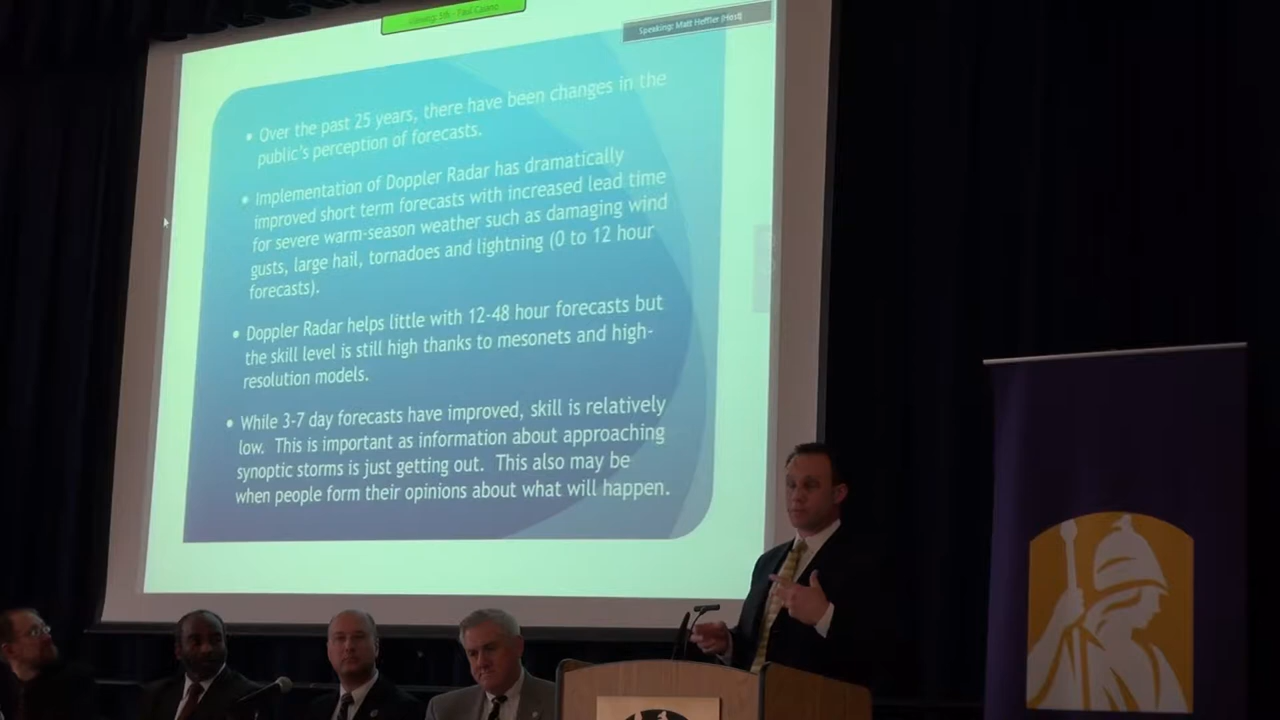 Viewing: 5th - Paul Caiano
Speaking: Matt Heffler (Host)
• Over the past 25 years, there have been changes in the
public's perception of forecasts.
• Implementation of Doppler Radar has dramatically
improved short term forecasts with increased lead time
for severe warm-season weather such as damaging wind
gusts, large hail, tornadoes and lightning (0 to 12 hour
forecasts).
• Doppler Radar helps little with 12-48 hour forecasts but
the skill level is still high thanks to mesonets and high-
resolution models.
• While 3-7 day forecasts have improved, skill is relatively
low. This is important as information about approaching
synoptic storms is just getting out. This also may be
when people form their opinions about what will happen.